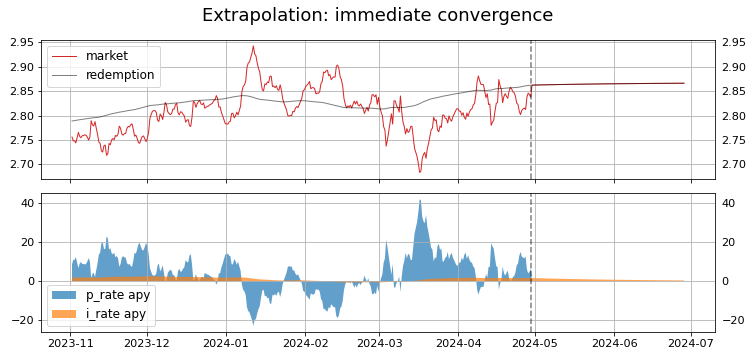 Extrapolation: immediate convergence
2.95 2.95
market
redemption
2.90 2.90
2.85 2.85
2.80 2.80
2.75 2.75
2.70 2.70
40 40
20 20
0 0
p_rate apy
i_rate apy
−20 −20
2023-11 2023-12 2024-01 2024-02 2024-03 2024-04 2024-05 2024-06 2024-07